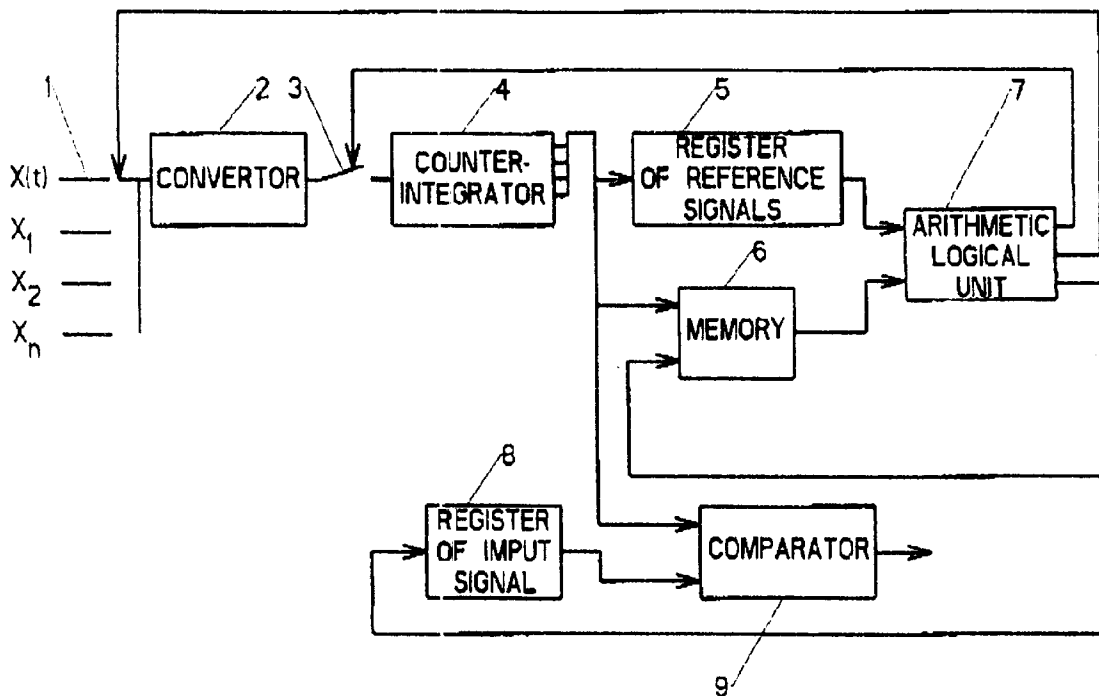 1
2
3
4
5
7
X(t)
CONVERTOR
COUNTER-
INTEGRATOR
REGISTER
OF REFERENCE
SIGNALS
ARITHMETIC
LOGICAL
UNIT
X1
X2
Xn
6
MEMORY
8
REGISTER
OF IMPUT
SIGNAL
COMPARATOR
9